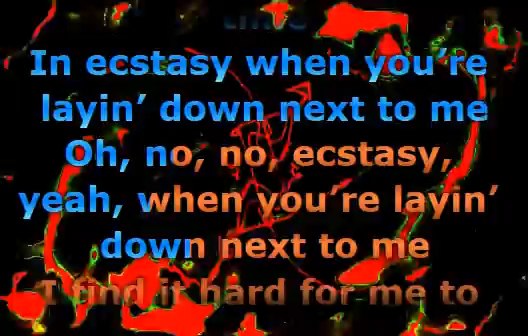 time
In ecstasy when you're
layin' down next to me
Oh, no, no, ecstasy,
yeah, when you're layin'
down next to me
I find it hard for me to